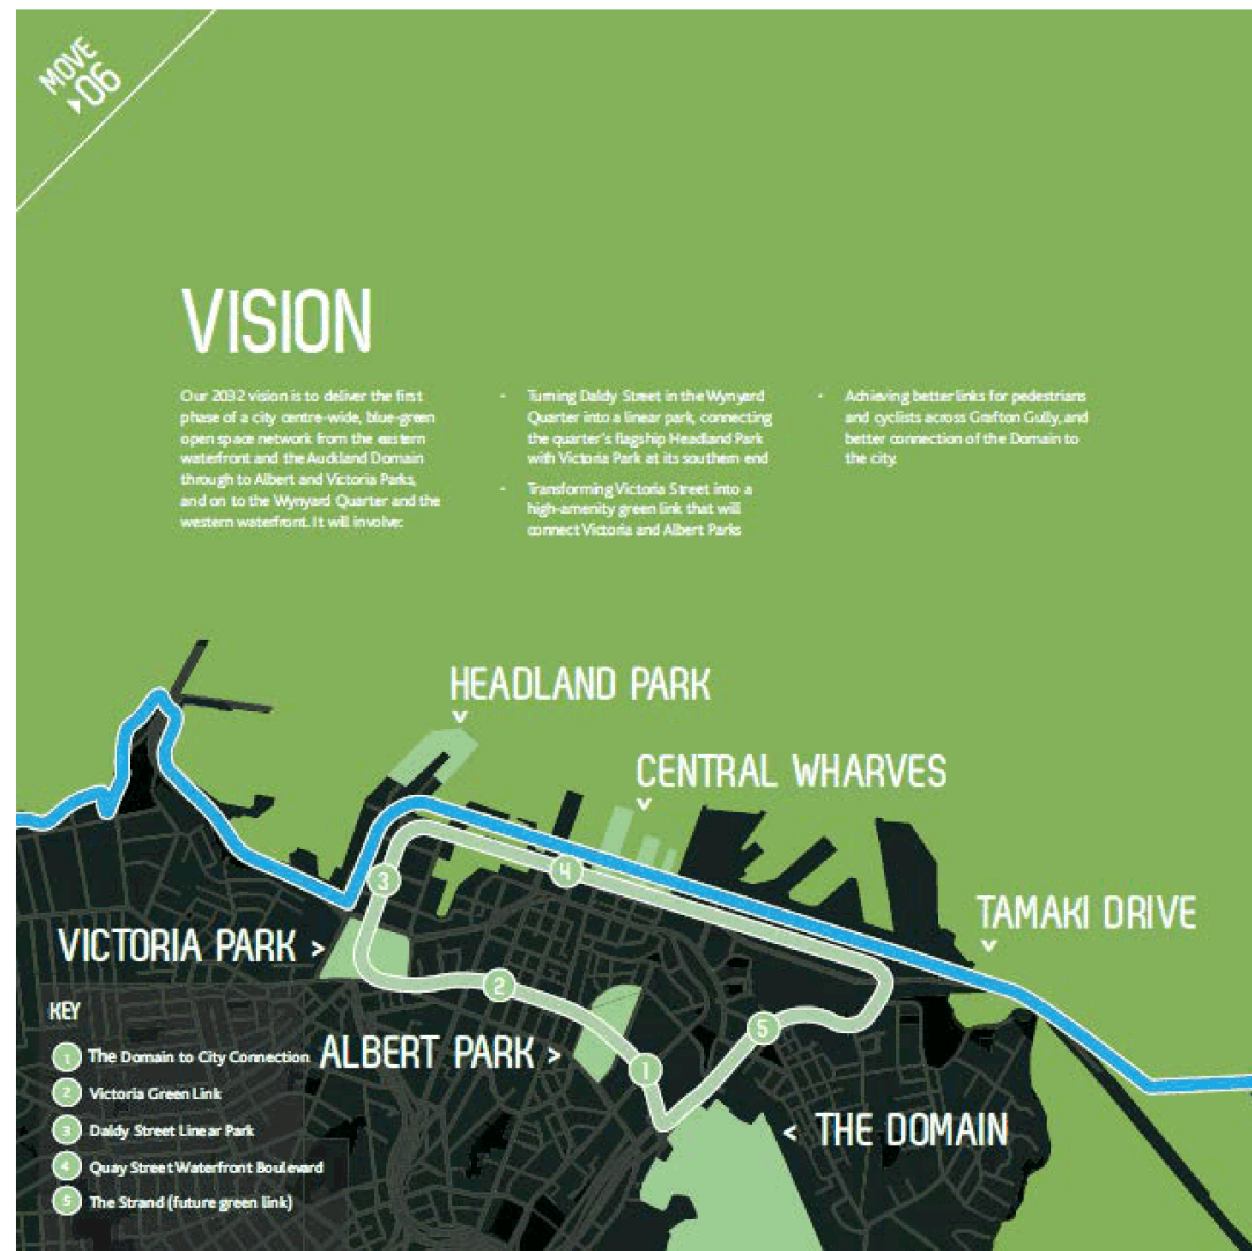 MOVE
▸06
VISION
Our 2032 vision is to deliver the first
phase of a city centre-wide, blue-green
open space network from the eastern
waterfront and the Auckland Domain
through to Albert and Victoria Parks,
and on to the Wynyard Quarter and the
western waterfront. It will involve:
- Turning Daldy Street in the Wynyard
Quarter into a linear park, connecting
the quarter's flagship Headland Park
with Victoria Park at its southern end
- Transforming Victoria Street into a
high-amenity green link that will
connect Victoria and Albert Parks
- Achieving better links for pedestrians
and cyclists across Grafton Gully, and
better connection of the Domain to
the city.
HEADLAND PARK
CENTRAL WHARVES
TAMAKI DRIVE
VICTORIA PARK >
ALBERT PARK >
< THE DOMAIN
3
4
2
5
1
KEY
1 The Domain to City Connection
2 Victoria Green Link
3 Daldy Street Linear Park
4 Quay Street Waterfront Boulevard
5 The Strand (future green link)